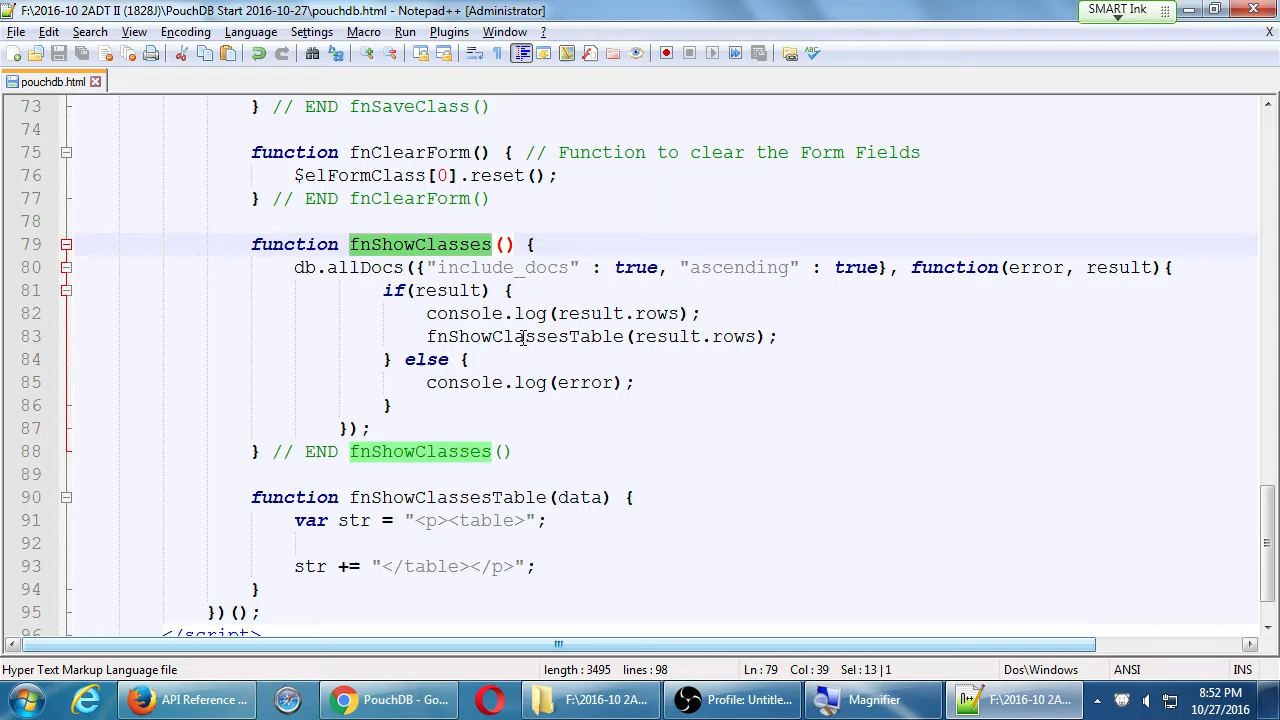 F:\2016-10 2ADT II (1828J)\PouchDB Start 2016-10-27\pouchdb.html - Notepad++ [Administrator]
SMART Ink
File Edit Search View Encoding Language Settings Macro Run Plugins Window ? X
pouchdb.html
73 } // END fnSaveClass()
74
75 function fnClearForm() { // Function to clear the Form Fields
76 $elFormClass[0].reset();
77 } // END fnClearForm()
78
79 function fnShowClasses() {
80 db.allDocs({"include_docs" : true, "ascending" : true}, function(error, result){
81 if(result) {
82 console.log(result.rows);
83 fnShowClassesTable(result.rows);
84 } else {
85 console.log(error);
86 }
87 });
88 } // END fnShowClasses()
89
90 function fnShowClassesTable(data) {
91 var str = "<p><table>";
92
93 str += "</table></p>";
94 }
95 })();
96 </script>
Hyper Text Markup Language file length : 3495 lines : 98 Ln : 79 Col : 39 Sel : 13 | 1 Dos\Windows ANSI INS
API Reference ... PouchDB - Go... F:\2016-10 2A... Profile: Untitle... Magnifier F:\2016-10 2A... 8:52 PM
10/27/2016